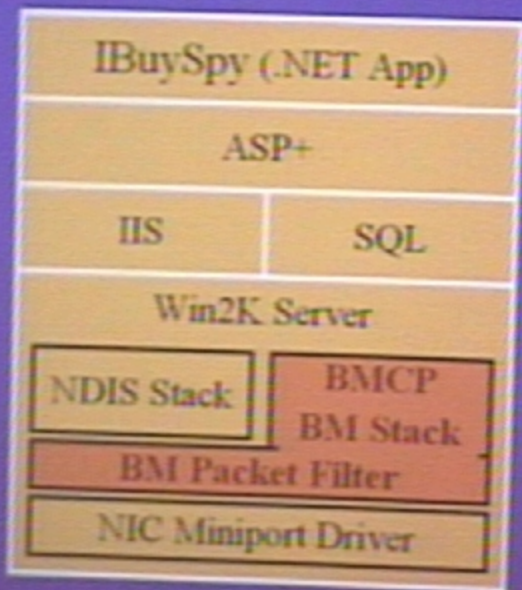 IBuySpy (.NET App)
ASP+
IIS
SQL
Win2K Server
NDIS Stack
BMCP
BM Stack
BM Packet Filter
NIC Miniport Driver